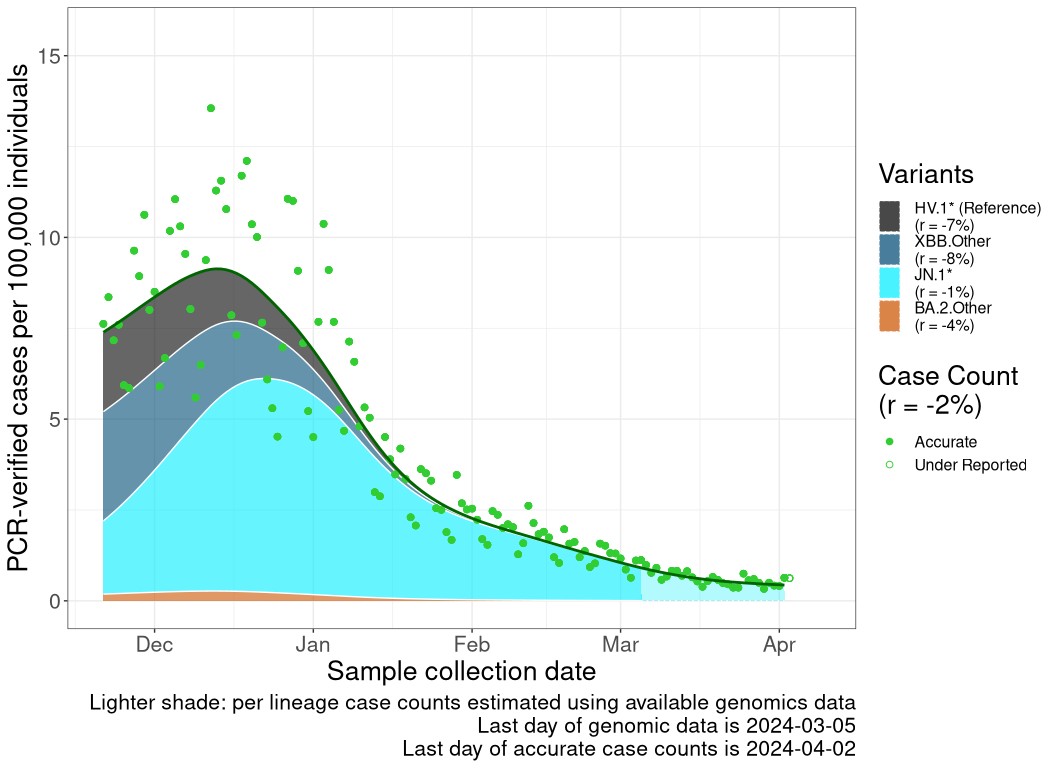 PCR-verified cases per 100,000 individuals
15
10
5
0
Dec Jan Feb Mar Apr
Sample collection date
Lighter shade: per lineage case counts estimated using available genomics data
Last day of genomic data is 2024-03-05
Last day of accurate case counts is 2024-04-02
Variants
HV.1* (Reference)
(r = -7%)
XBB.Other
(r = -8%)
JN.1*
(r = -1%)
BA.2.Other
(r = -4%)
Case Count
(r = -2%)
Accurate
Under Reported